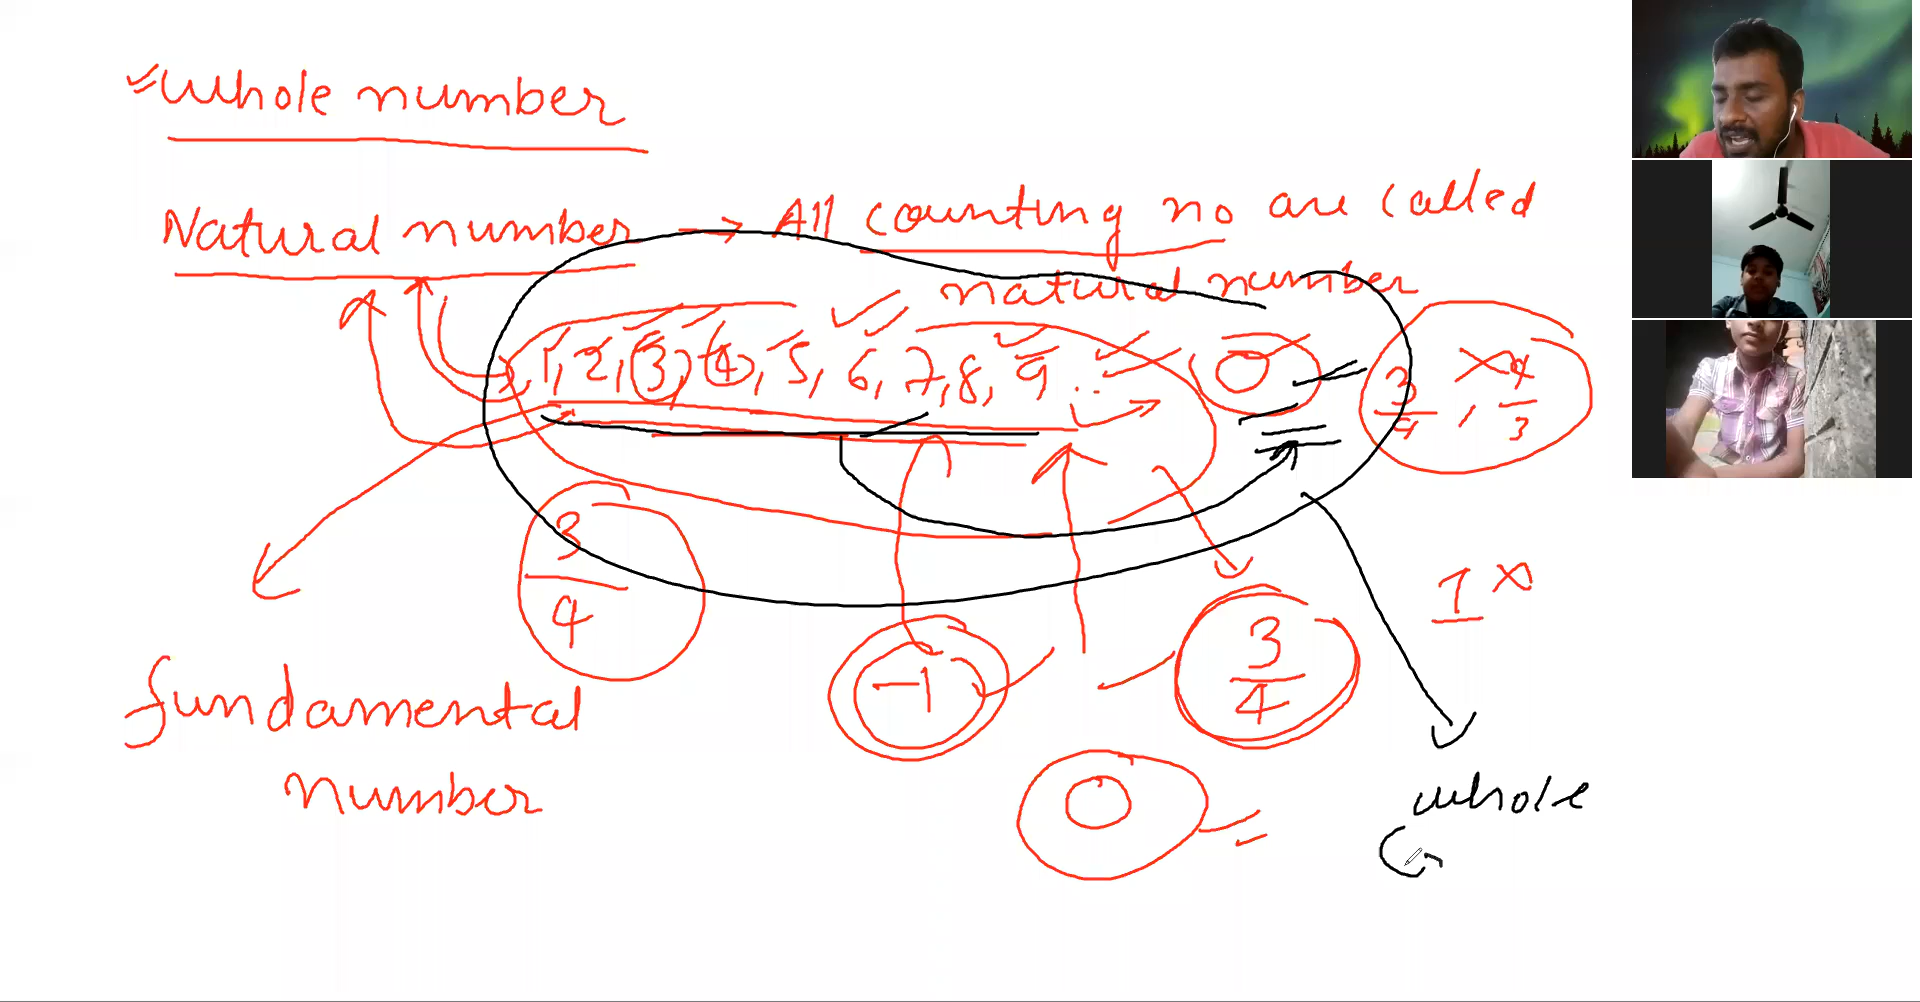 Whole number
Natural number → All counting no are called
natural number
1, 2, 3, 4, 5, 6, 7, 8, 9 . . 0
3/4 , 4/3
3/4
1 ×
-1
3/4
fundamental
number
0
whole